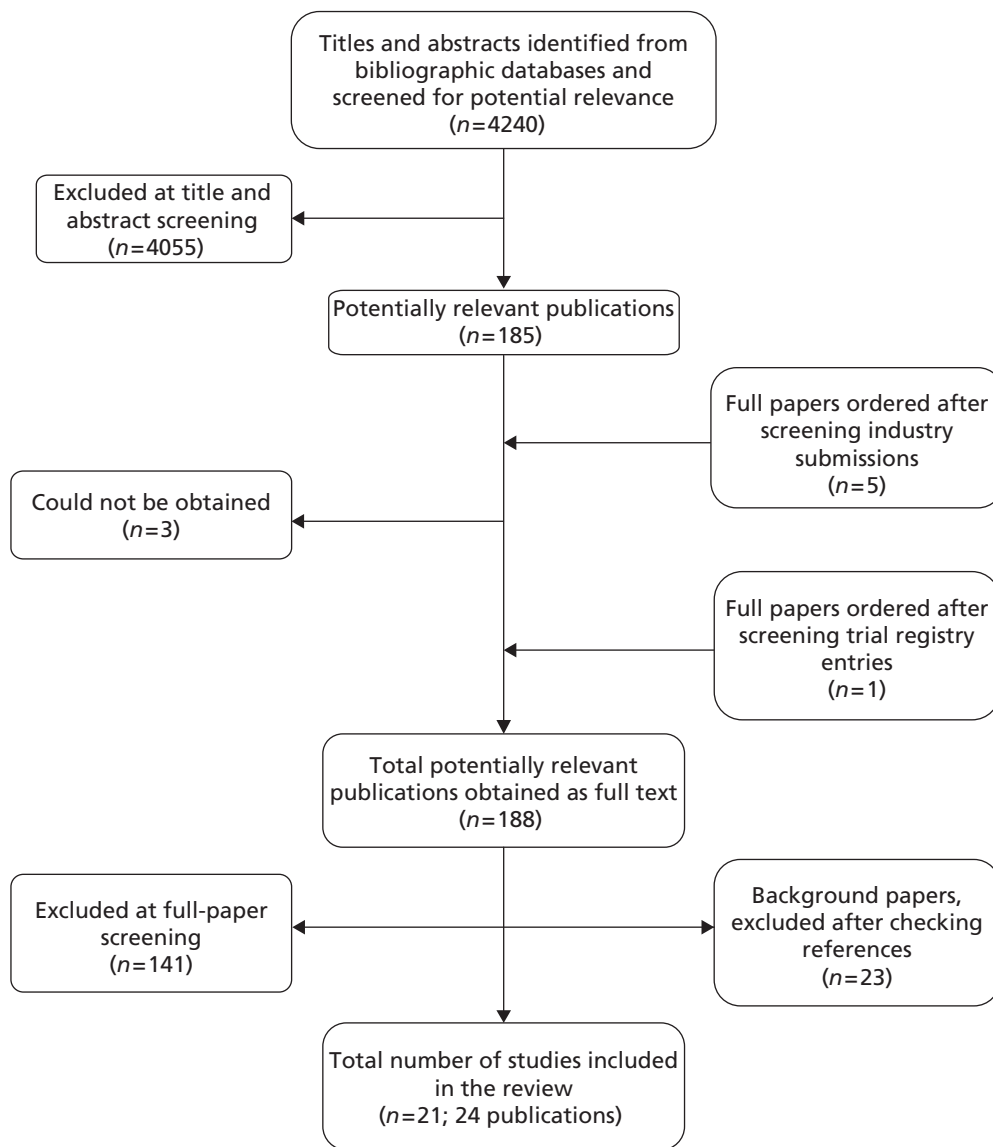 Titles and abstracts identified from
bibliographic databases and
screened for potential relevance
(n=4240)
Excluded at title and
abstract screening
(n=4055)
Potentially relevant publications
(n=185)
Full papers ordered after
screening industry
submissions
(n=5)
Could not be obtained
(n=3)
Full papers ordered after
screening trial registry
entries
(n=1)
Total potentially relevant
publications obtained as full text
(n=188)
Excluded at full-paper
screening
(n=141)
Background papers,
excluded after checking
references
(n=23)
Total number of studies included
in the review
(n=21; 24 publications)